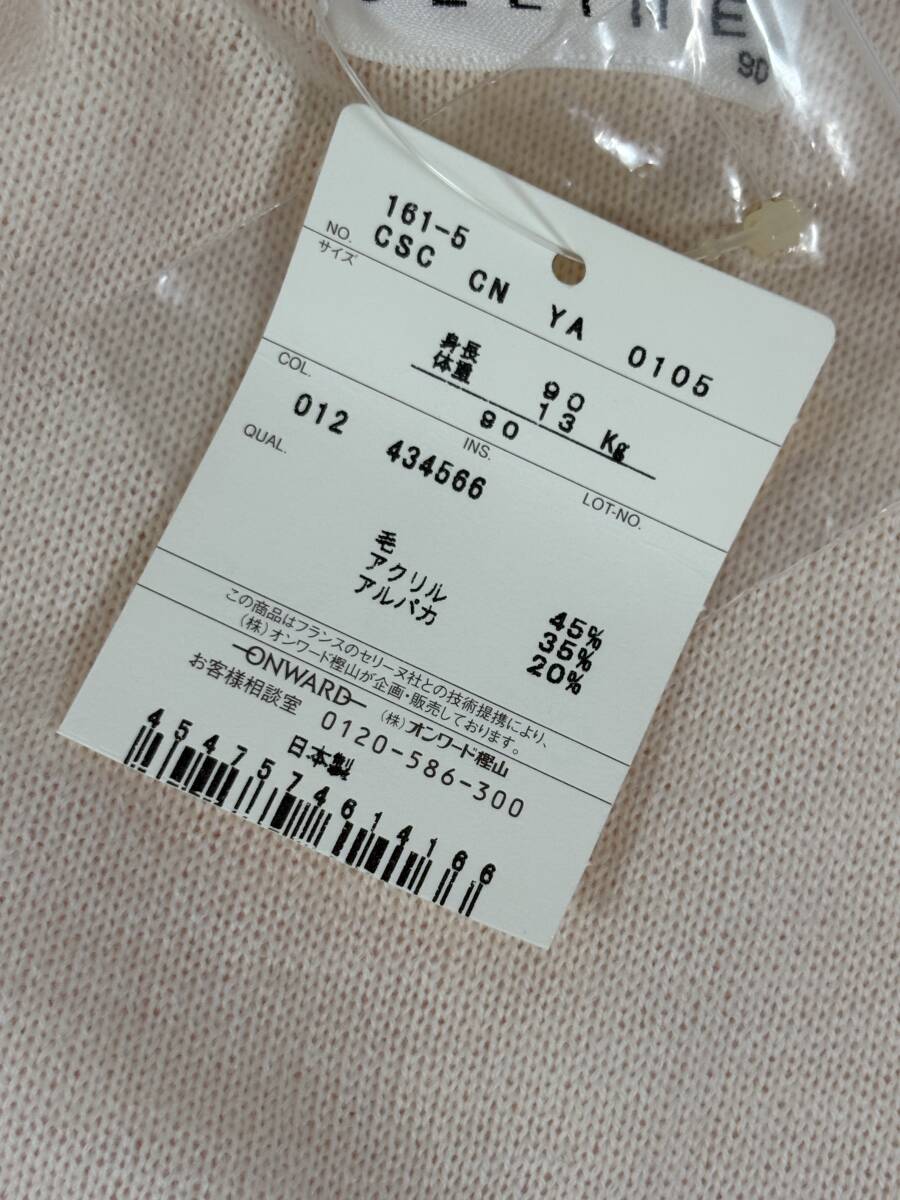 CELINE
90
161-5
NO. CSC CN YA 0105
サイズ
身長 90
体重 13 Kg
90
COL. INS. LOT-NO.
012 434566
QUAL.
毛 45%
アクリル 35%
アルパカ 20%
この商品はフランスのセリーヌ社との技術提携により、
(株)オンワード樫山が企画・販売しております。
ONWARD (株)オンワード樫山
お客様相談室 0120-586-300
日本製
4547574614166